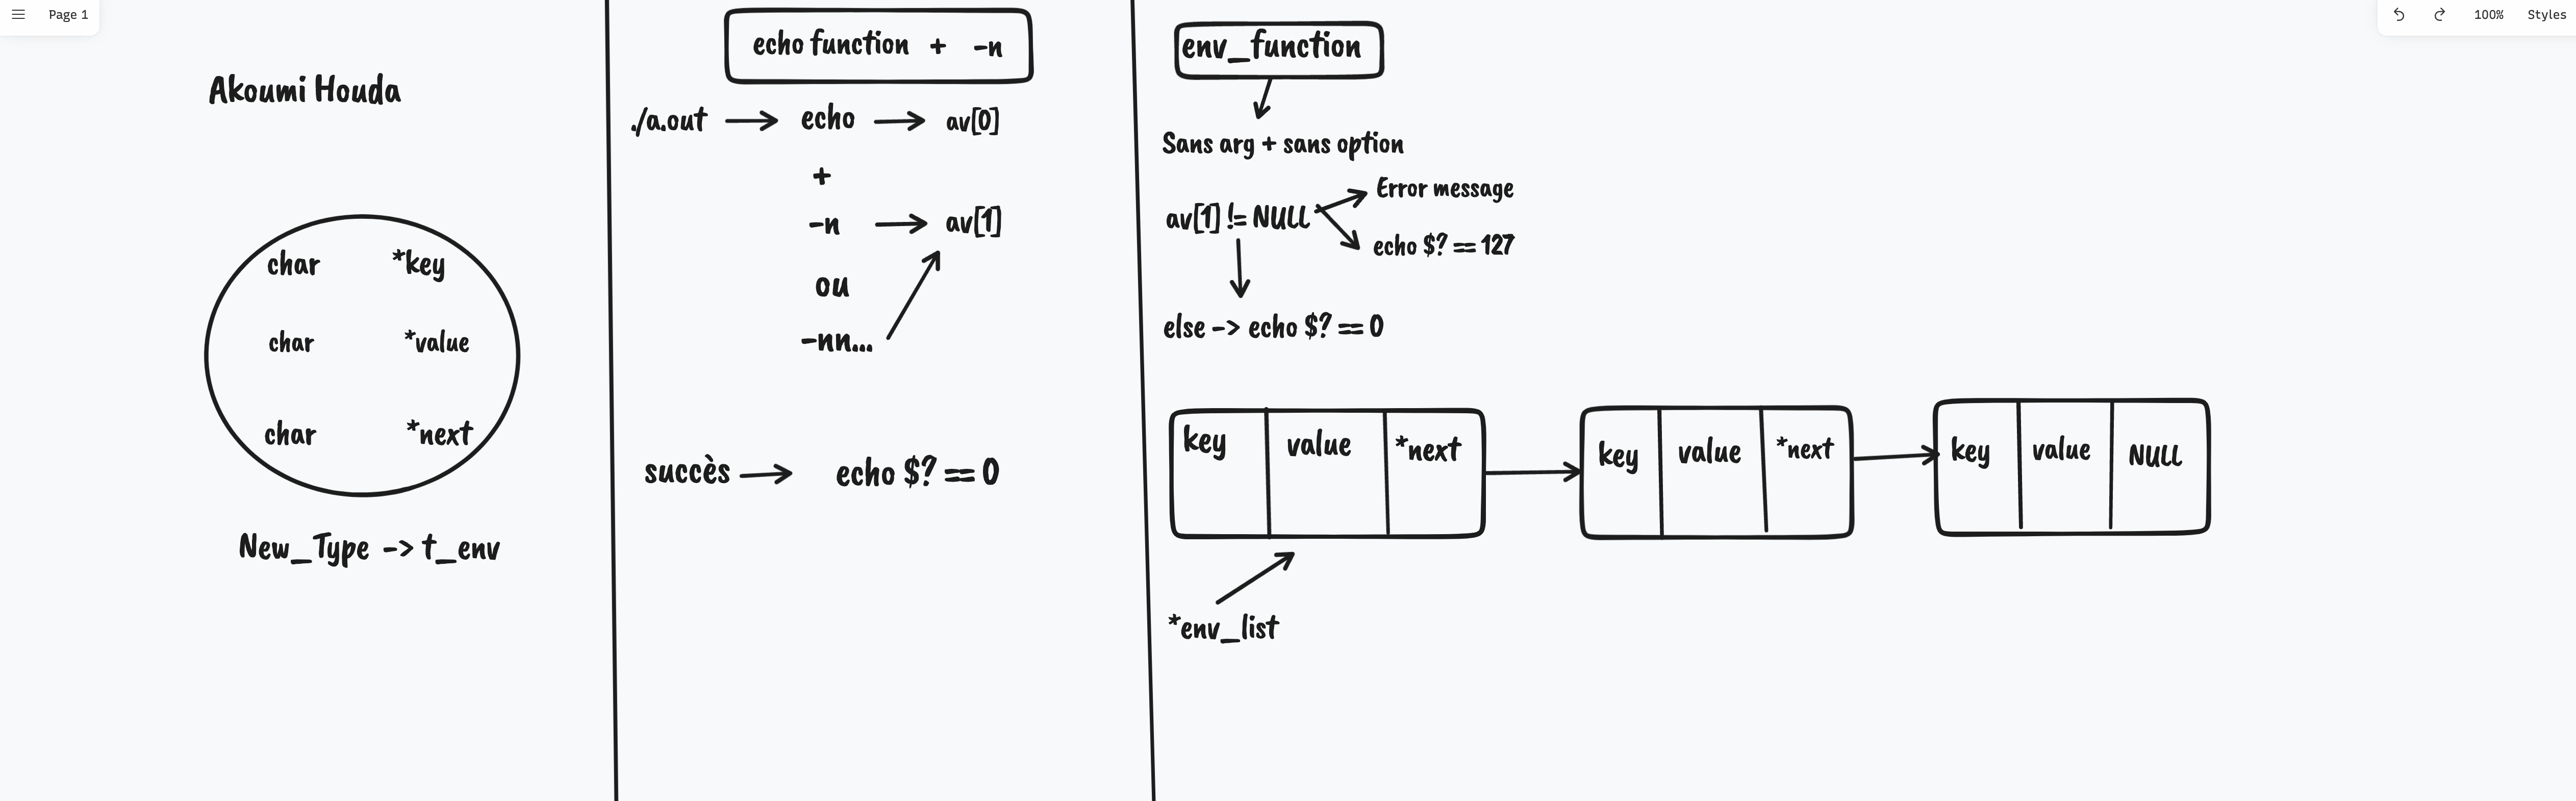 Page 1
100% Styles
Akoumi Houda
char *key
char *value
char *next
New_Type -> t_env
echo function + -n
./a.out echo av[0]
+
-n av[1]
ou
-nn...
succès echo $? == 0
env_function
Sans arg + sans option
av[1] != NULL
Error message
echo $? == 127
else -> echo $? == 0
key value *next
key value *next
key value NULL
*env_list